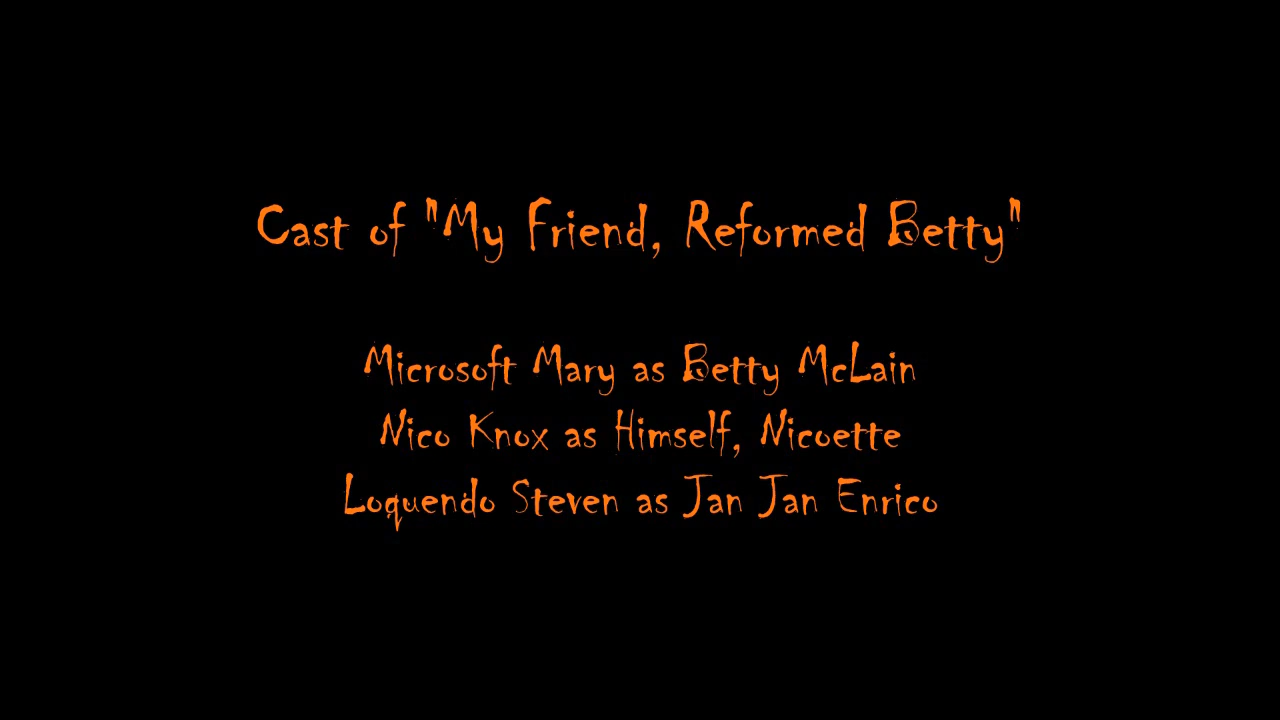 Cast of "My Friend, Reformed Betty"
Microsoft Mary as Betty McLain
Nico Knox as Himself, Nicoette
Loquendo Steven as Jan Jan Enrico